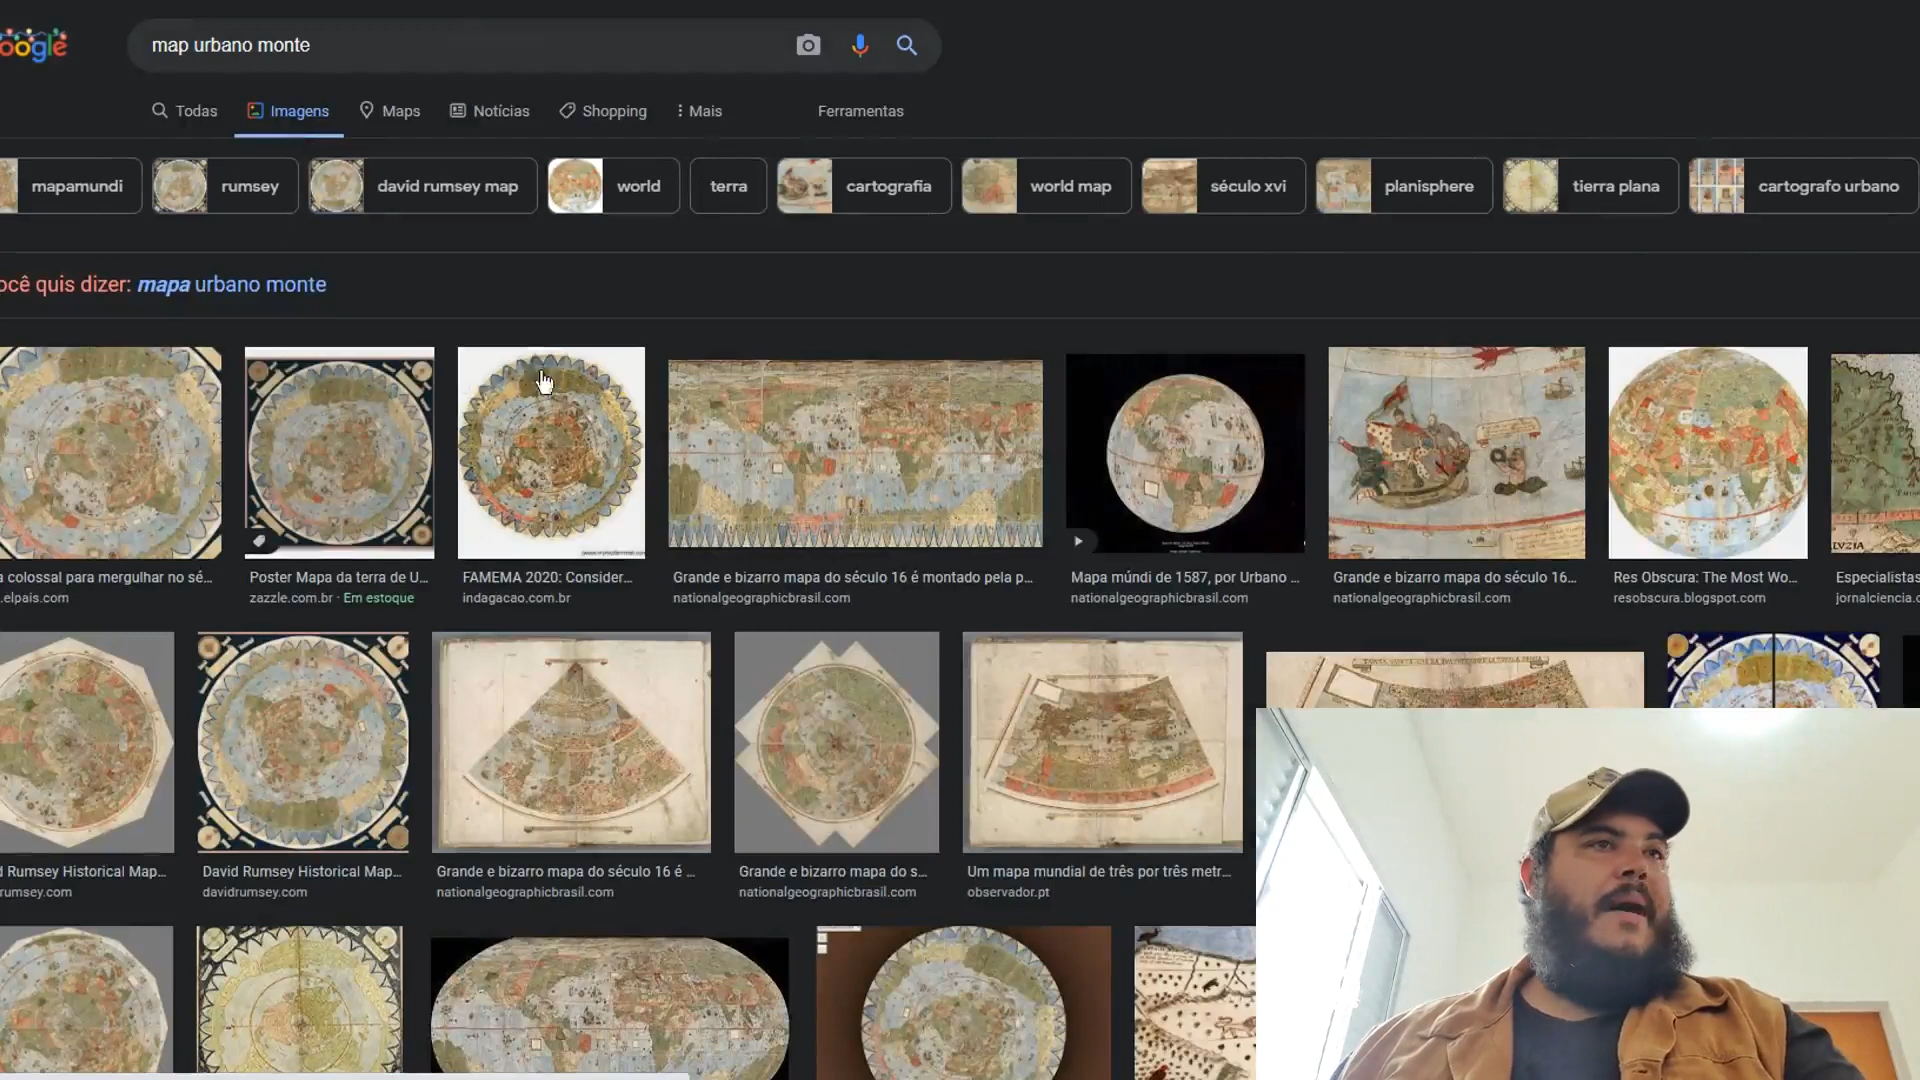 oogle
map urbano monte
Todas
Imagens
Maps
Notícias
Shopping
Mais
Ferramentas
mapamundi
rumsey
david rumsey map
world
terra
cartografia
world map
século xvi
planisphere
tierra plana
cartografo urbano
ocê quis dizer: mapa urbano monte
a colossal para mergulhar no sé...
.elpais.com
Poster Mapa da terra de U...
zazzle.com.br · Em estoque
FAMEMA 2020: Consider...
indagacao.com.br
Grande e bizarro mapa do século 16 é montado pela p...
nationalgeographicbrasil.com
Mapa múndi de 1587, por Urbano ...
nationalgeographicbrasil.com
Grande e bizarro mapa do século 16...
nationalgeographicbrasil.com
Res Obscura: The Most Wo...
resobscura.blogspot.com
LVZIA
Especialistas
jornalciencia.c
d Rumsey Historical Map...
rumsey.com
David Rumsey Historical Map...
davidrumsey.com
Grande e bizarro mapa do século 16 é ...
nationalgeographicbrasil.com
Grande e bizarro mapa do s...
nationalgeographicbrasil.com
Um mapa mundial de três por três metr...
observador.pt